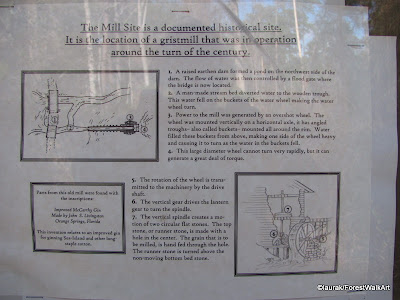 The Mill Site is a documented historical site.
It is the location of a gristmill that was in operation
around the turn of the century.
1. A raised earthen dam formed a pond on the northwest side of the
dam. The flow of water was then controlled by a flood gate where
the bridge is now located.
2. A man made stream bed diverted water to the wooden trough.
This water fell on the buckets of the water wheel making the water
wheel turn.
3. Power to the mill was generated by an overshot wheel. The
wheel was mounted vertically on a horizontal axle, it has angled
troughs- also called buckets- mounted all around the rim. Water
filled these buckets from above, making one side of the wheel heavy
and causing it to turn as the water in the buckets fell.
4. This large diameter wheel cannot turn very rapidly, but it can
generate a great deal of torque.
Parts from this old mill were found with
the inscriptions:
Improved McCarthy Gin
Made by John S. Livingston
Orange Springs, Florida
This invention refers to an improved gin
for ginning Sea-Island and other long
staple cotton.
5. The rotation of the wheel is trans-
mitted to the machinery by the drive
shaft.
6. The vertical gear drives the lantern
gear to turn the spindle.
7. The vertical spindle creates a mo-
tion of two circular flat stones. The top
stone, or runner stone, is made with a
hole in the center. The grain that is to
be milled, is hand fed through the hole.
The runner stone is turned above the
non-moving bottom bed stone.
©laurak/ForestWalkArt